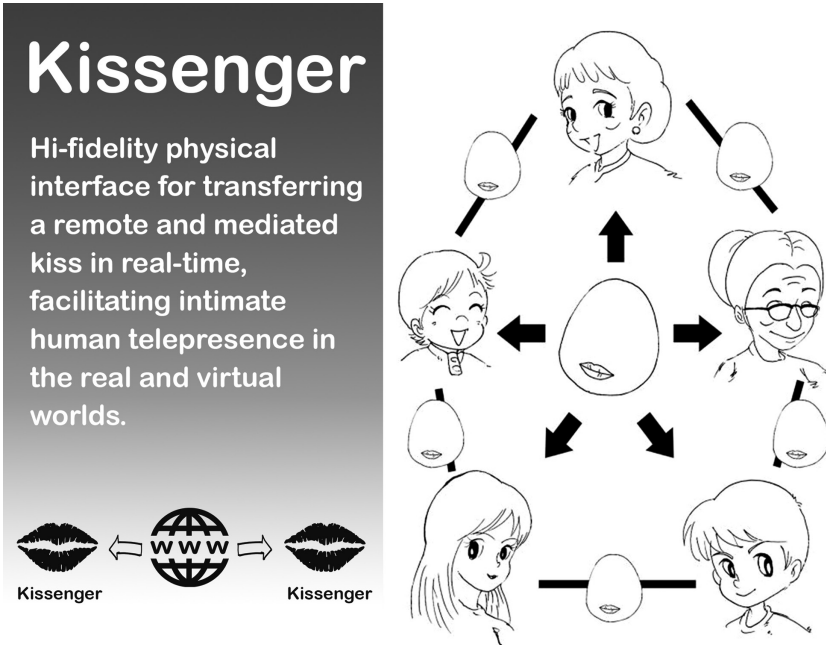 Kissenger
Hi-fidelity physical
interface for transferring
a remote and mediated
kiss in real-time,
facilitating intimate
human telepresence in
the real and virtual
worlds.
www
Kissenger
Kissenger